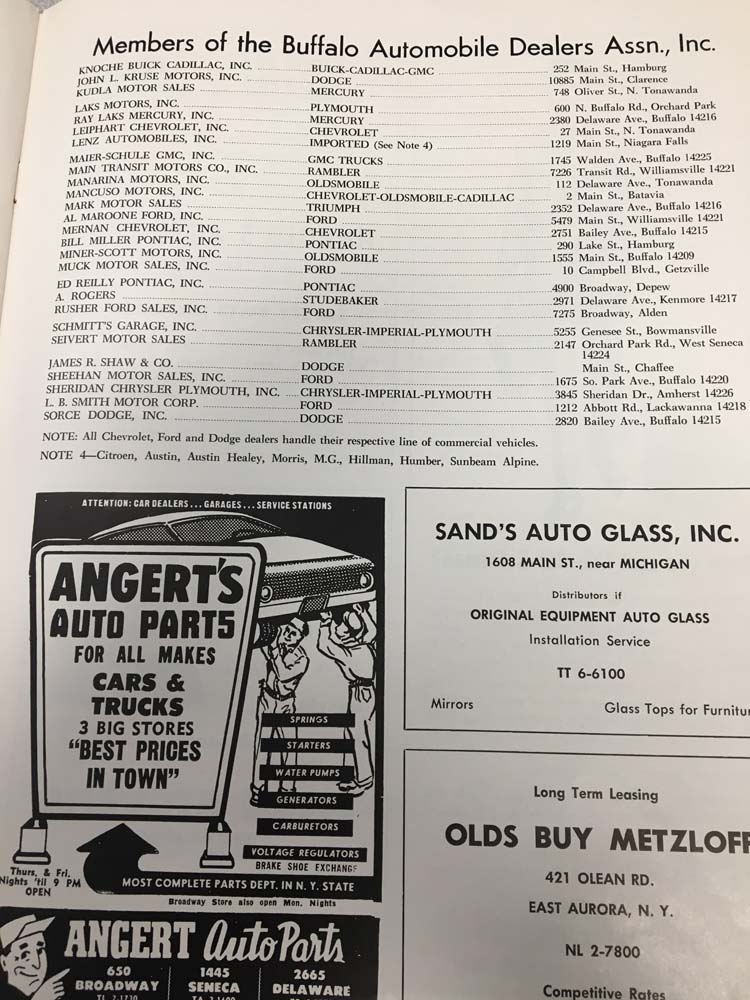 Members of the Buffalo Automobile Dealers Assn., Inc.
KNOCHE BUICK CADILLAC, INC. BUICK-CADILLAC-GMC 252 Main St., Hamburg
JOHN L. KRUSE MOTORS, INC. DODGE 10885 Main St., Clarence
KUDLA MOTOR SALES MERCURY 748 Oliver St., N. Tonawanda
LAKS MOTORS, INC. PLYMOUTH 600 N. Buffalo Rd., Orchard Park
RAY LAKS MERCURY, INC. MERCURY 2380 Delaware Ave., Buffalo 14216
LEIPHART CHEVROLET, INC. CHEVROLET 27 Main St., N. Tonawanda
LENZ AUTOMOBILES, INC. IMPORTED (See Note 4) 1219 Main St., Niagara Falls
MAIER-SCHULE GMC, INC. GMC TRUCKS 1745 Walden Ave., Buffalo 14225
MAIN TRANSIT MOTORS CO., INC. RAMBLER 7226 Transit Rd., Williamsville 14221
MANARINA MOTORS, INC. OLDSMOBILE 112 Delaware Ave., Tonawanda
MANCUSO MOTORS, INC. CHEVROLET-OLDSMOBILE-CADILLAC 2 Main St., Batavia
MARK MOTOR SALES TRIUMPH 2352 Delaware Ave., Buffalo 14216
AL MAROONE FORD, INC. FORD 5479 Main St., Williamsville 14221
MERNAN CHEVROLET, INC. CHEVROLET 2751 Bailey Ave., Buffalo 14215
BILL MILLER PONTIAC, INC. PONTIAC 290 Lake St., Hamburg
MINER-SCOTT MOTORS, INC. OLDSMOBILE 1555 Main St., Buffalo 14209
MUCK MOTOR SALES, INC. FORD 10 Campbell Blvd., Getzville
ED REILLY PONTIAC, INC. PONTIAC 4900 Broadway, Depew
A. ROGERS STUDEBAKER 2971 Delaware Ave., Kenmore 14217
RUSHER FORD SALES, INC. FORD 7275 Broadway, Alden
SCHMITT'S GARAGE, INC. CHRYSLER-IMPERIAL-PLYMOUTH 5255 Genesee St., Bowmansville
SEIVERT MOTOR SALES RAMBLER 2147 Orchard Park Rd., West Seneca
14224
JAMES R. SHAW & CO. DODGE Main St., Chaffee
SHEEHAN MOTOR SALES, INC. FORD 1675 So. Park Ave., Buffalo 14220
SHERIDAN CHRYSLER PLYMOUTH, INC. CHRYSLER-IMPERIAL-PLYMOUTH 3845 Sheridan Dr., Amherst 14226
L. B. SMITH MOTOR CORP. FORD 1212 Abbott Rd., Lackawanna 14218
SORCE DODGE, INC. DODGE 2820 Bailey Ave., Buffalo 14215
NOTE: All Chevrolet, Ford and Dodge dealers handle their respective line of commercial vehicles.
NOTE 4—Citroen, Austin, Austin Healey, Morris, M.G., Hillman, Humber, Sunbeam Alpine.
ATTENTION: CAR DEALERS... GARAGES... SERVICE STATIONS
ANGERT'S
AUTO PARTS
FOR ALL MAKES
CARS &
TRUCKS
3 BIG STORES
"BEST PRICES
IN TOWN"
SPRINGS
STARTERS
WATER PUMPS
GENERATORS
CARBURETORS
VOLTAGE REGULATORS
BRAKE SHOE EXCHANGE
Thurs. & Fri.
Nights 'til 9 PM
OPEN
MOST COMPLETE PARTS DEPT. IN N. Y. STATE
Broadway Store also open Mon. Nights
ANGERT Auto Parts
650 BROADWAY
1445 SENECA
2665 DELAWARE
SAND'S AUTO GLASS, INC.
1608 MAIN ST., near MICHIGAN
Distributors if
ORIGINAL EQUIPMENT AUTO GLASS
Installation Service
TT 6-6100
Mirrors Glass Tops for Furnitu
Long Term Leasing
OLDS BUY METZLOFF
421 OLEAN RD.
EAST AURORA, N. Y.
NL 2-7800
Competitive Rates